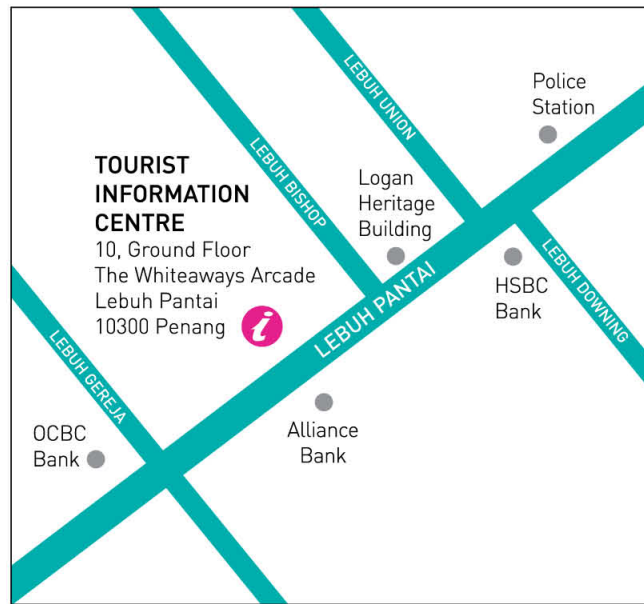 LEBUH UNION
Police
Station
LEBUH BISHOP
TOURIST
INFORMATION
CENTRE
10, Ground Floor
The Whiteaways Arcade
Lebuh Pantai
10300 Penang
i
Logan
Heritage
Building
HSBC
Bank
LEBUH DOWNING
LEBUH PANTAI
LEBUH GEREJA
OCBC
Bank
Alliance
Bank